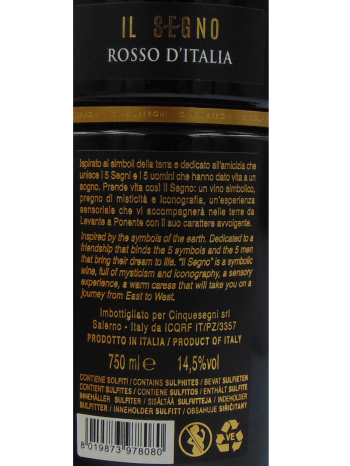 IL SEGNO
ROSSO D'ITALIA
CINQUESEGNI
Ispirato ai simboli della terra e dedicato all'amicizia che
unisce i 5 Segni e i 5 uomini che hanno dato vita a un
sogno. Prende vita così Il Segno: un vino simbolico,
pregno di misticità e iconografia, un'esperienza
sensoriale che vi accompagnerà nelle terre da
Levante a Ponente con il suo carattere avvolgente.
Inspired by the symbols of the earth. Dedicated to a
friendship that binds the 5 symbols and the 5 men
that bring their dream to life. "Il Segno" is a symbolic
wine, full of mysticism and iconography, a sensory
experience, a warm caress that will take you on a
journey from East to West.
Imbottigliato per Cinquesegni srl
Salerno - Italy da ICQRF IT/PZ/3357
PRODOTTO IN ITALIA / PRODUCT OF ITALY
750 ml e 14,5%vol
CONTIENE SOLFITI / CONTAINS SULPHITES / BEVAT SULFIETEN
CONTIENT SULFITES / CONTIENE SULFITOS / ENTHÄLT SULFITE
INNEHÅLLER SULFITER / SISÄLTÄÄ SULFIITTEJA / INDEHOLDER
SULFITTER / INNEHOLDER SULFITT / OBSAHUJE SIŘIČITANY
8 019873 978080
VE